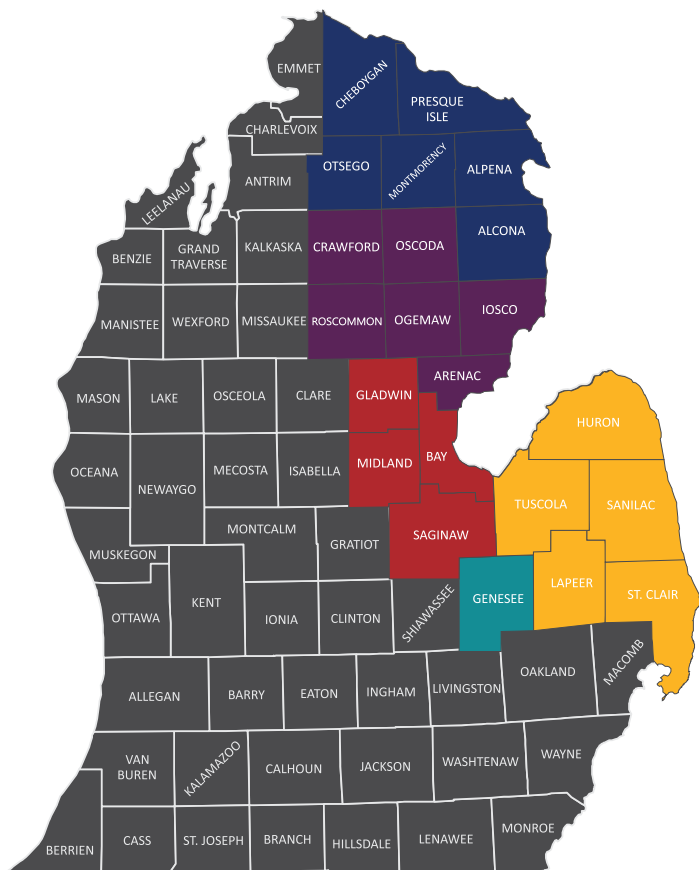 EMMET
CHEBOYGAN
PRESQUE
ISLE
CHARLEVOIX
OTSEGO
MONTMORENCY
ALPENA
ANTRIM
LEELANAU
BENZIE
GRAND
TRAVERSE
KALKASKA
CRAWFORD
OSCODA
ALCONA
MANISTEE
WEXFORD
MISSAUKEE
ROSCOMMON
OGEMAW
IOSCO
ARENAC
MASON
LAKE
OSCEOLA
CLARE
GLADWIN
HURON
OCEANA
NEWAYGO
MECOSTA
ISABELLA
MIDLAND
BAY
TUSCOLA
SANILAC
MUSKEGON
MONTCALM
GRATIOT
SAGINAW
OTTAWA
KENT
IONIA
CLINTON
SHIAWASSEE
GENESEE
LAPEER
ST. CLAIR
ALLEGAN
BARRY
EATON
INGHAM
LIVINGSTON
OAKLAND
MACOMB
VAN
BUREN
KALAMAZOO
CALHOUN
JACKSON
WASHTENAW
WAYNE
BERRIEN
CASS
ST. JOSEPH
BRANCH
HILLSDALE
LENAWEE
MONROE